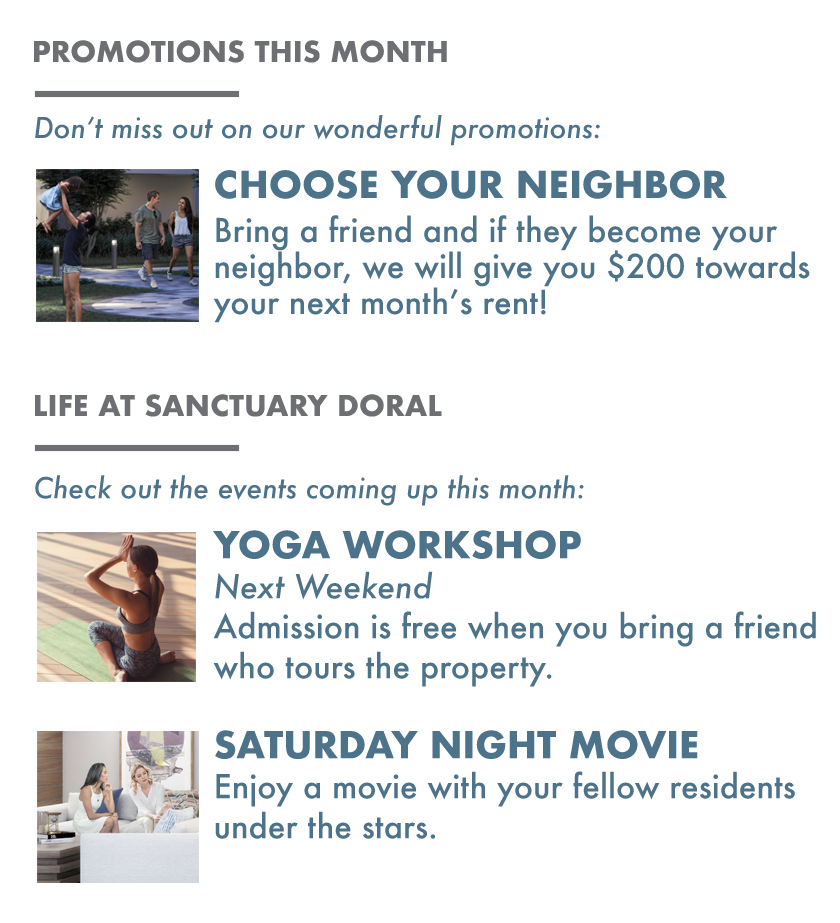 PROMOTIONS THIS MONTH
Don’t miss out on our wonderful promotions:
CHOOSE YOUR NEIGHBOR
Bring a friend and if they become your
neighbor, we will give you $200 towards
your next month’s rent!
LIFE AT SANCTUARY DORAL
Check out the events coming up this month:
YOGA WORKSHOP
Next Weekend
Admission is free when you bring a friend
who tours the property.
SATURDAY NIGHT MOVIE
Enjoy a movie with your fellow residents
under the stars.